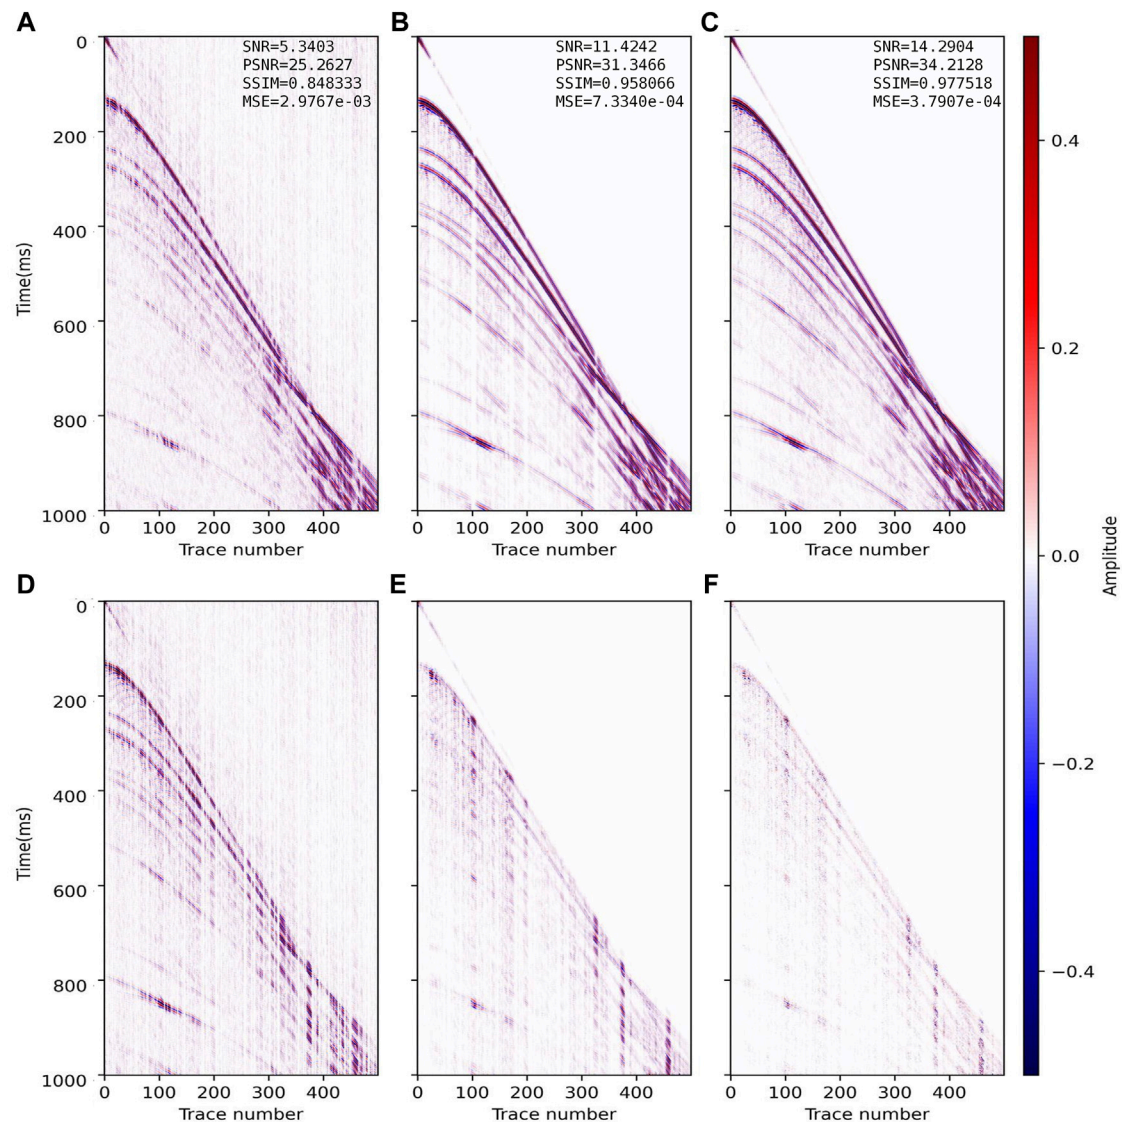 A
B
C
SNR=5.3403
PSNR=25.2627
SSIM=0.848333
MSE=2.9767e-03
SNR=11.4242
PSNR=31.3466
SSIM=0.958066
MSE=7.3340e-04
SNR=14.2904
PSNR=34.2128
SSIM=0.977518
MSE=3.7907e-04
0
200
400
600
800
1000
Time(ms)
0 100 200 300 400
Trace number
0 100 200 300 400
Trace number
0 100 200 300 400
Trace number
D
E
F
0
200
400
600
800
1000
Time(ms)
0 100 200 300 400
Trace number
0 100 200 300 400
Trace number
0 100 200 300 400
Trace number
0.4
0.2
0.0
−0.2
−0.4
Amplitude